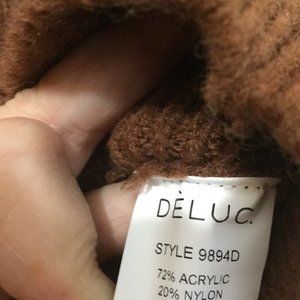 DÈLUC.
STYLE 9894D
72% ACRYLIC
20% NYLON